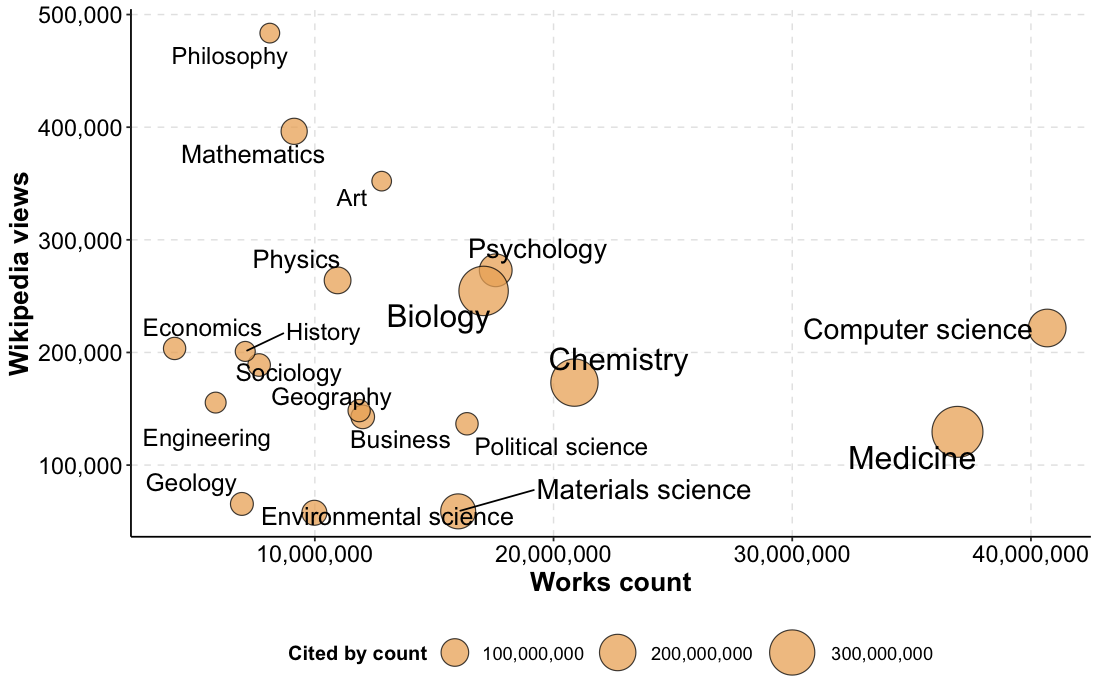 500,000
Philosophy
400,000
Mathematics
Art
300,000
Psychology
Physics
Biology
Economics
History
Computer science
200,000
Chemistry
Sociology
Geography
Engineering
Business
Political science
Medicine
100,000
Geology
Materials science
Environmental science
Wikipedia views
10,000,000 20,000,000 30,000,000 40,000,000
Works count
Cited by count 100,000,000 200,000,000 300,000,000